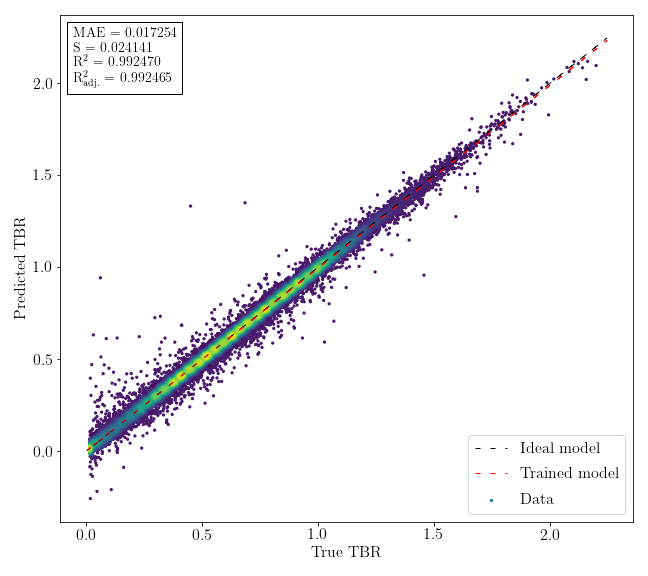 MAE = 0.017254
S = 0.024141
R² = 0.992470
R²adj. = 0.992465
Predicted TBR
2.0
1.5
1.0
0.5
0.0
Ideal model
Trained model
Data
0.0 0.5 1.0 1.5 2.0
True TBR